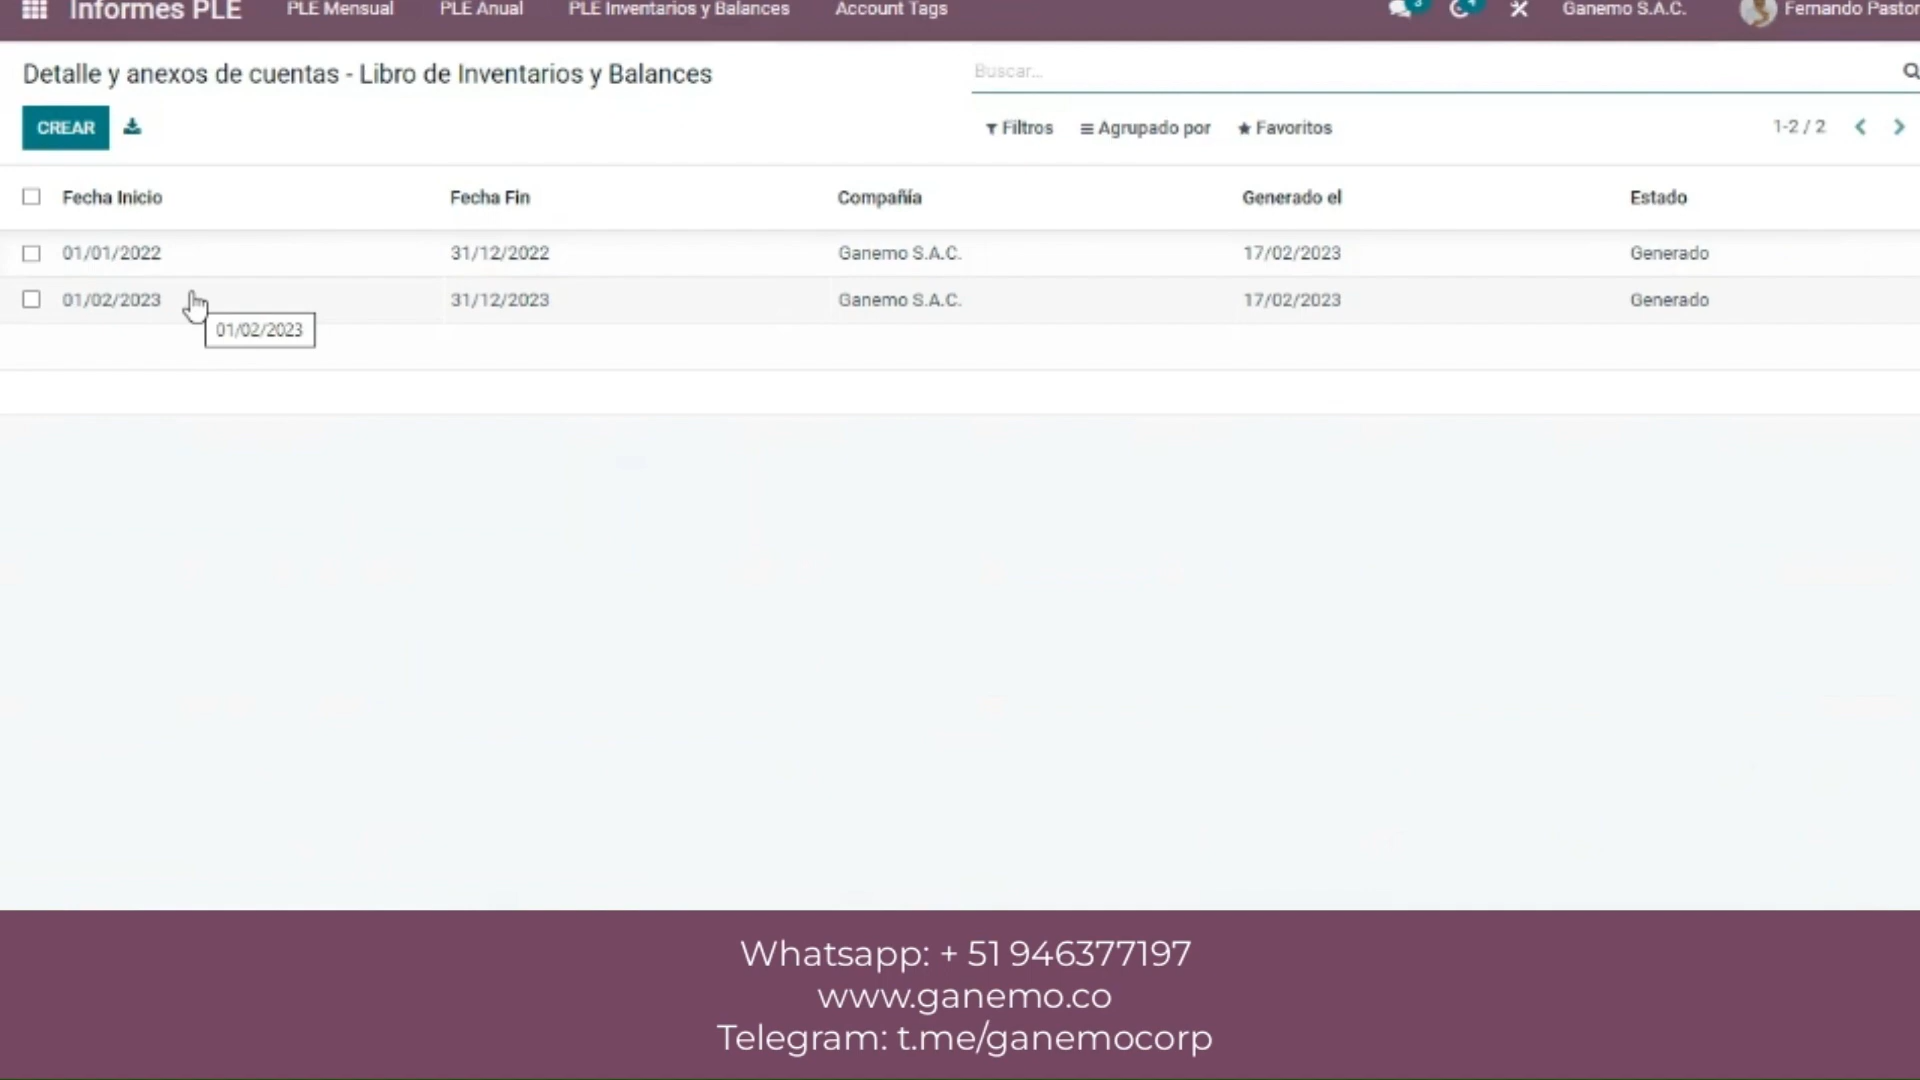 Informes PLE PLE Mensual PLE Anual PLE Inventarios y Balances Account Tags 3 4 Ganemo S.A.C. Fernando Pastor
Detalle y anexos de cuentas - Libro de Inventarios y Balances Buscar...
CREAR Filtros Agrupado por Favoritos 1-2 / 2
Fecha Inicio Fecha Fin Compañía Generado el Estado
01/01/2022 31/12/2022 Ganemo S.A.C. 17/02/2023 Generado
01/02/2023 31/12/2023 Ganemo S.A.C. 17/02/2023 Generado
01/02/2023
Whatsapp: + 51 946377197
www.ganemo.co
Telegram: t.me/ganemocorp